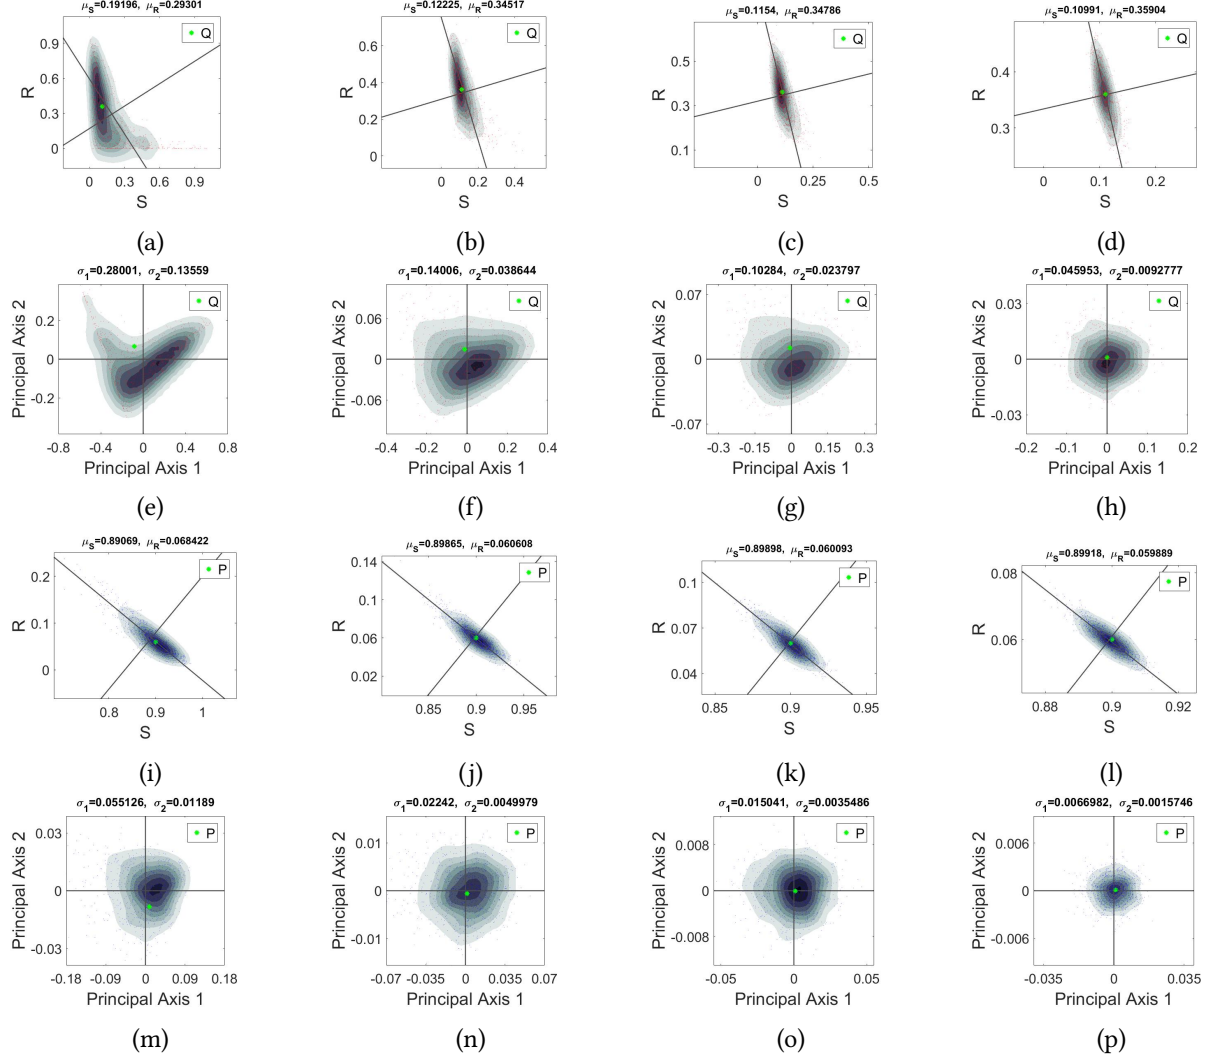 μS=0.19196, μR=0.29301
μS=0.12225, μR=0.34517
μS=0.1154, μR=0.34786
μS=0.10991, μR=0.35904
R
0.9
0.6
0.3
0
Q
0 0.3 0.6 0.9
S
R
0.6
0.4
0.2
0
Q
0 0.2 0.4
S
R
0.5
0.3
0.1
Q
0 0.25 0.5
S
R
0.4
0.3
Q
0 0.1 0.2
S
(a)
(b)
(c)
(d)
σ1=0.28001, σ2=0.13559
σ1=0.14006, σ2=0.038644
σ1=0.10284, σ2=0.023797
σ1=0.045953, σ2=0.0092777
Principal Axis 2
0.2
0
-0.2
Q
-0.8 -0.4 0 0.4 0.8
Principal Axis 1
Principal Axis 2
0.06
0
-0.06
Q
-0.4 -0.2 0 0.2 0.4
Principal Axis 1
Principal Axis 2
0.07
0
-0.07
Q
-0.3 -0.15 0 0.15 0.3
Principal Axis 1
Principal Axis 2
0.03
0
-0.03
Q
-0.2 -0.1 0 0.1 0.2
Principal Axis 1
(e)
(f)
(g)
(h)
μS=0.89069, μR=0.068422
μS=0.89865, μR=0.060608
μS=0.89898, μR=0.060093
μS=0.89918, μR=0.059889
R
0.2
0.1
0
P
0.8 0.9 1
S
R
0.14
0.1
0.06
0.02
P
0.85 0.9 0.95
S
R
0.1
0.07
0.04
P
0.85 0.9 0.95
S
R
0.08
0.06
P
0.88 0.9 0.92
S
(i)
(j)
(k)
(l)
σ1=0.055126, σ2=0.01189
σ1=0.02242, σ2=0.0049979
σ1=0.015041, σ2=0.0035486
σ1=0.0066982, σ2=0.0015746
Principal Axis 2
0.03
0
-0.03
P
-0.18 -0.09 0 0.09 0.18
Principal Axis 1
Principal Axis 2
0.01
0
-0.01
P
-0.07 -0.035 0 0.035 0.07
Principal Axis 1
Principal Axis 2
0.008
0
-0.008
P
-0.05 0 0.05
Principal Axis 1
Principal Axis 2
0.006
0
-0.006
P
-0.035 0 0.035
Principal Axis 1
(m)
(n)
(o)
(p)